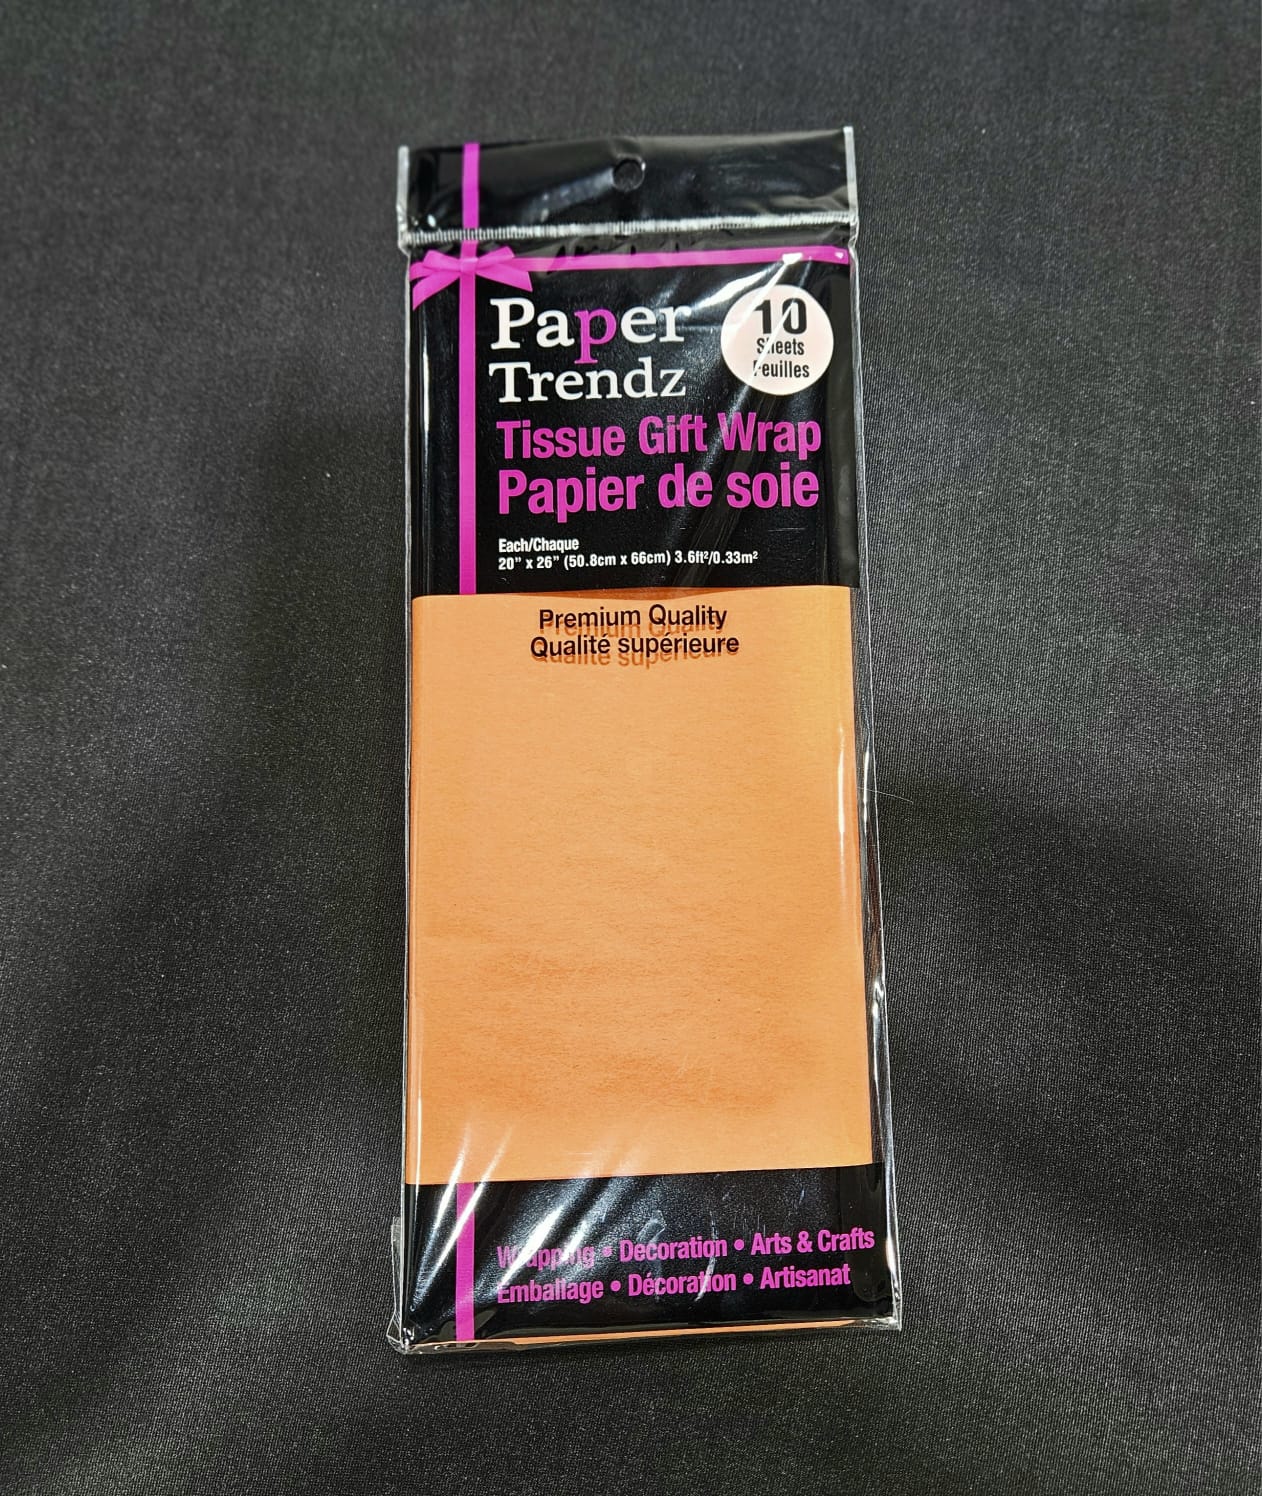 Paper
Trendz
10
Sheets
Feuilles
Tissue Gift Wrap
Papier de soie
Each/Chaque
20" x 26" (50.8cm x 66cm) 3.6ft²/0.33m²
Premium Quality
Qualité supérieure
Wrapping • Decoration • Arts & Crafts
Emballage • Décoration • Artisanat